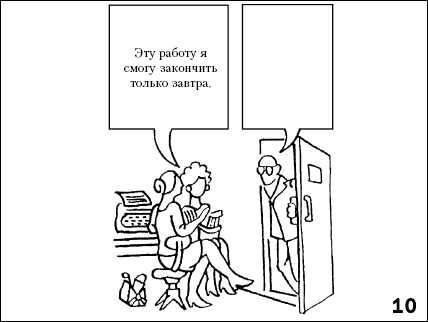 Эту работу я
смогу закончить
только завтра.
10